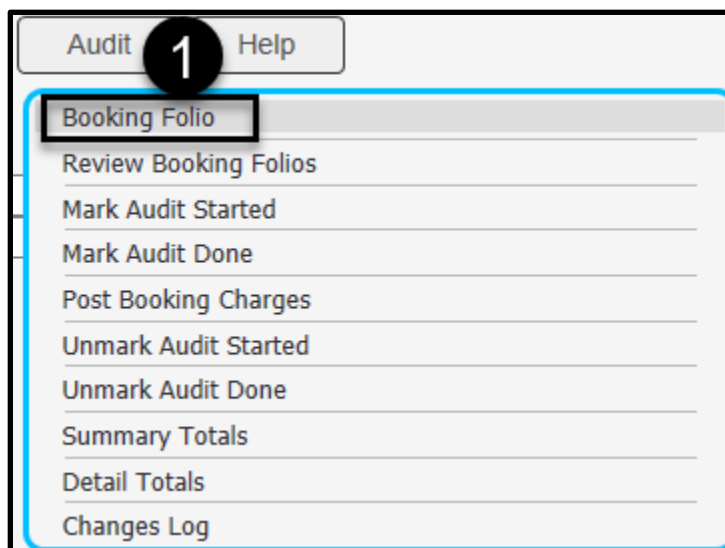 Audit 1 Help
Booking Folio
Review Booking Folios
Mark Audit Started
Mark Audit Done
Post Booking Charges
Unmark Audit Started
Unmark Audit Done
Summary Totals
Detail Totals
Changes Log